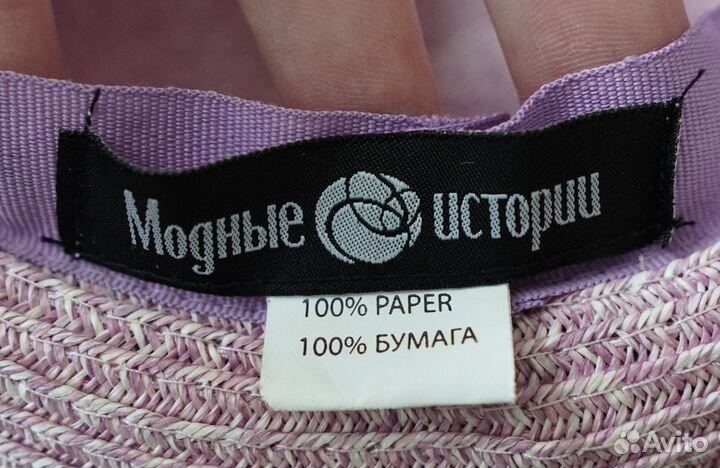 Модные истории
100% PAPER
100% БУМАГА
Avito